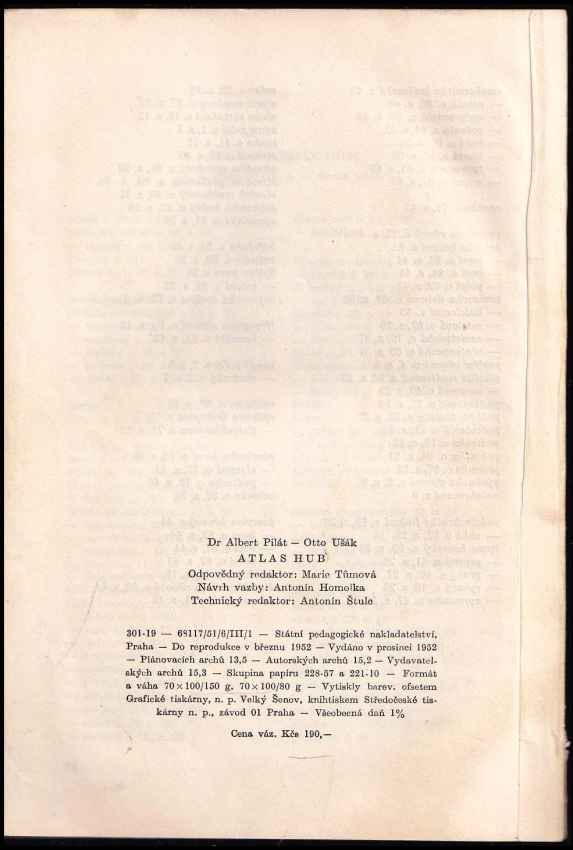 Dr Albert Pilát — Otto Ušák
ATLAS HUB
Odpovědný redaktor: Marie Tůmová
Návrh vazby: Antonín Homolka
Technický redaktor: Antonín Štulc
301-19 — 68117/51/6/III/1 — Státní pedagogické nakladatelství,
Praha — Do reprodukce v březnu 1952 — Vydáno v prosinci 1952
— Plánovacích archů 13,5 — Autorských archů 15,2 — Vydavatel-
ských archů 15,3 — Skupina papíru 228-57 a 221-10 — Formát
a váha 70×100/150 g, 70×100/80 g — Vytiskly barev. ofsetem
Grafické tiskárny, n. p. Velký Šenov, knihtiskem Středočeské tis-
kárny n. p., závod 01 Praha — Všeobecná daň 1%
Cena váz. Kčs 190,—